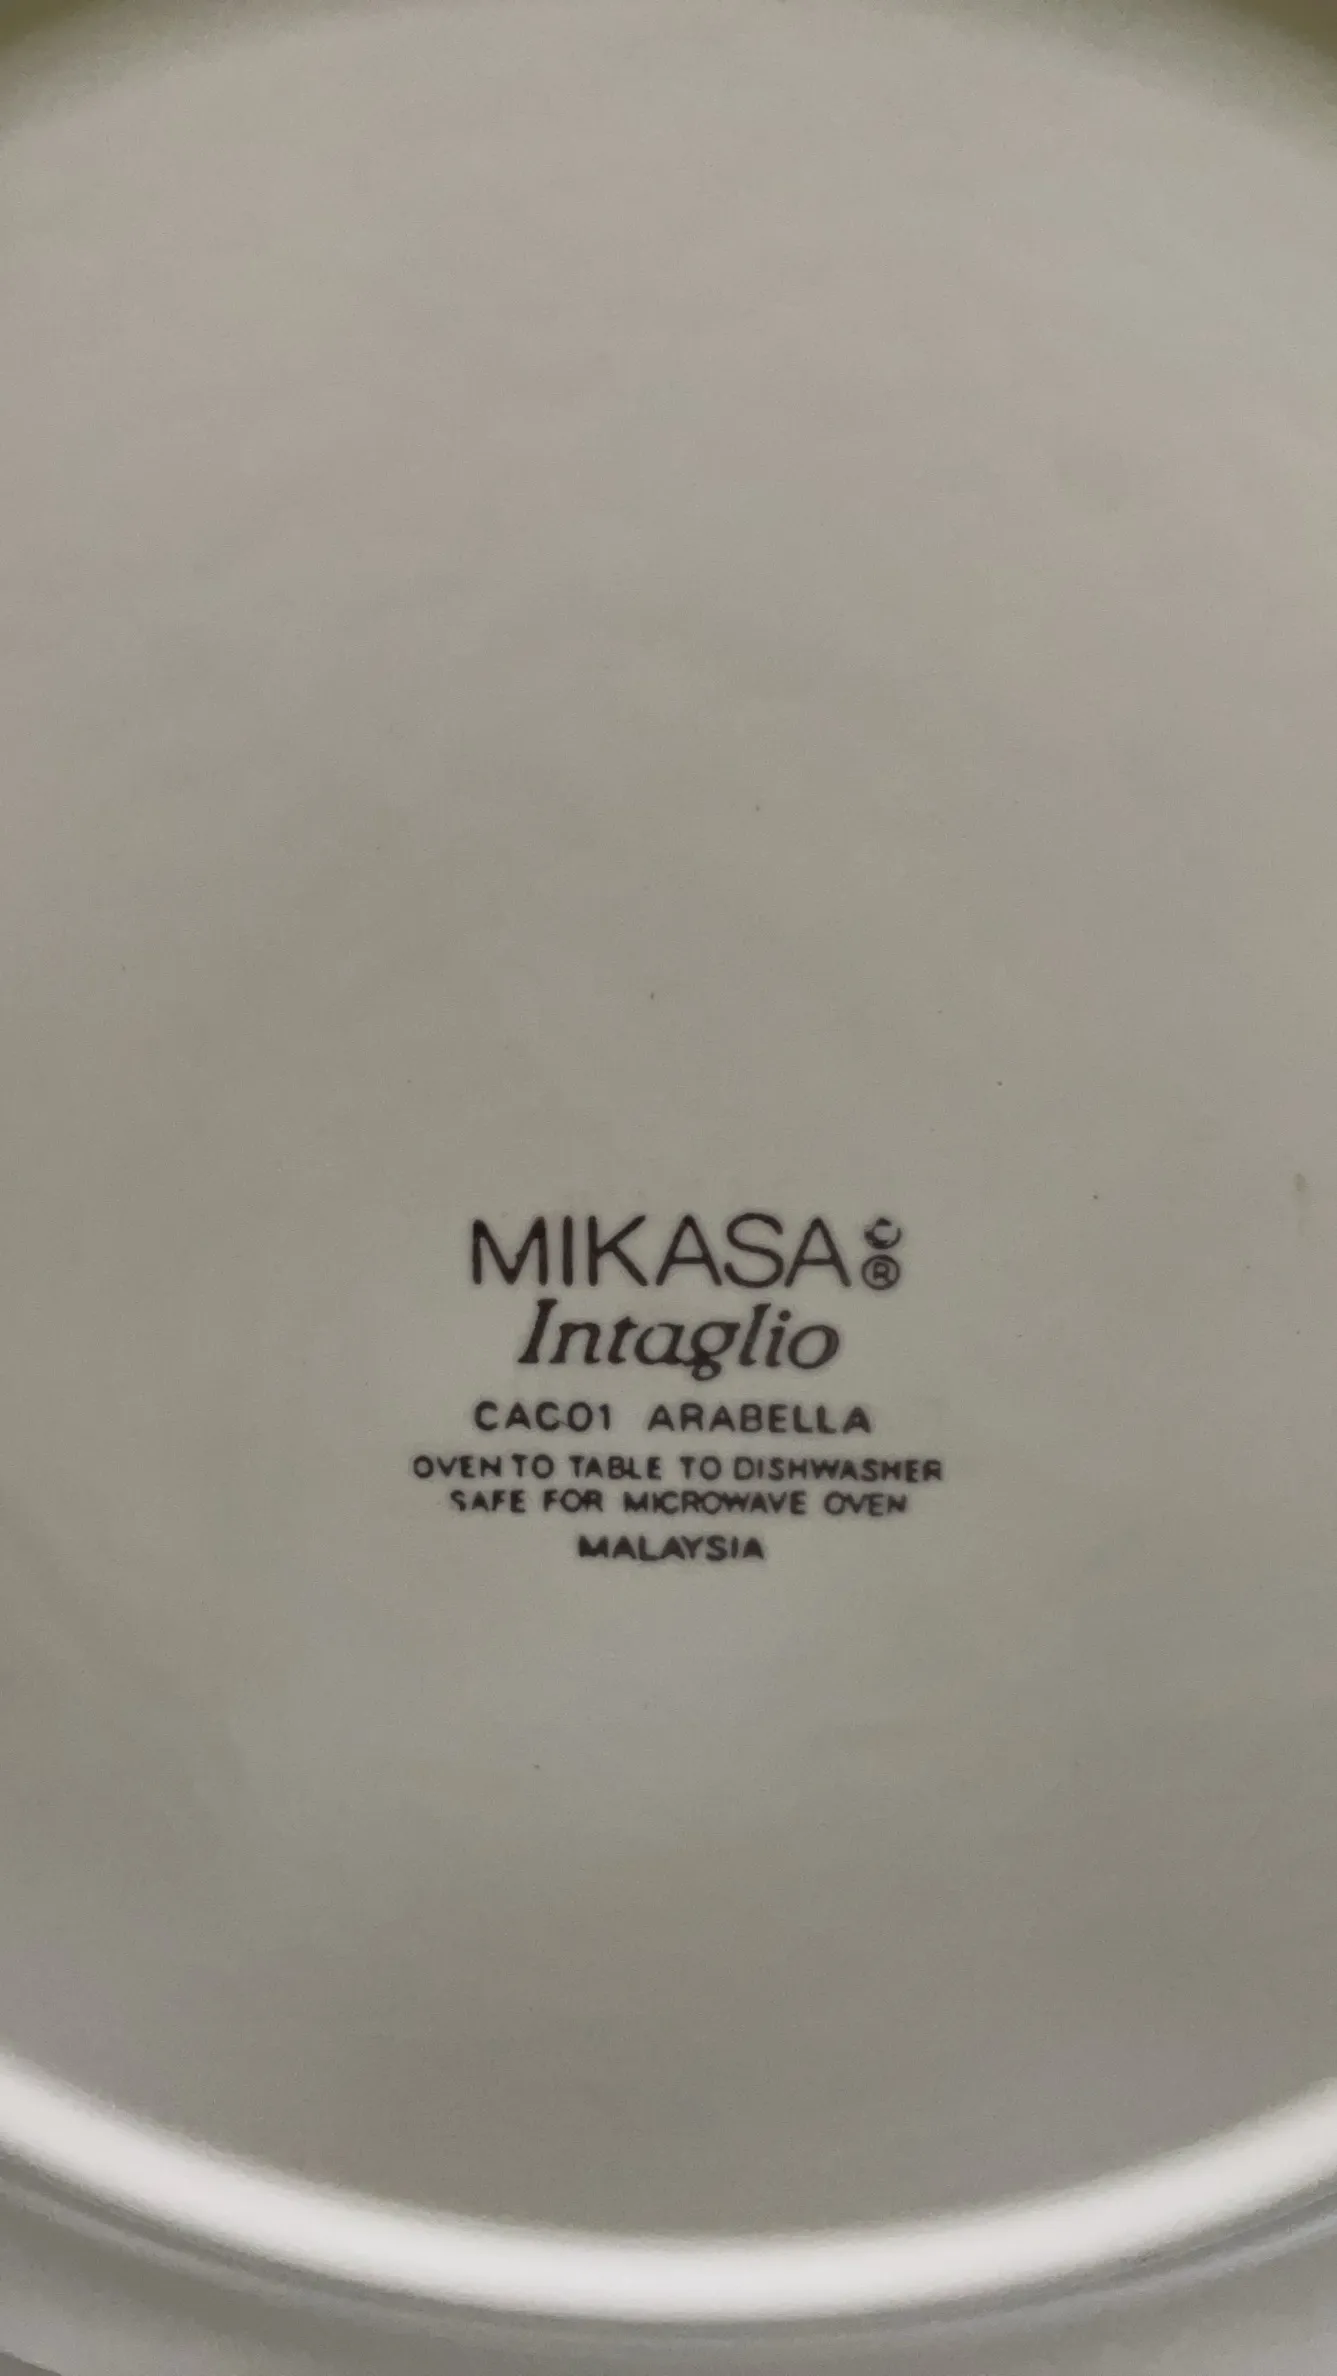 MIKASA © ®
Intaglio
CAC01 ARABELLA
OVEN TO TABLE TO DISHWASHER
SAFE FOR MICROWAVE OVEN
MALAYSIA